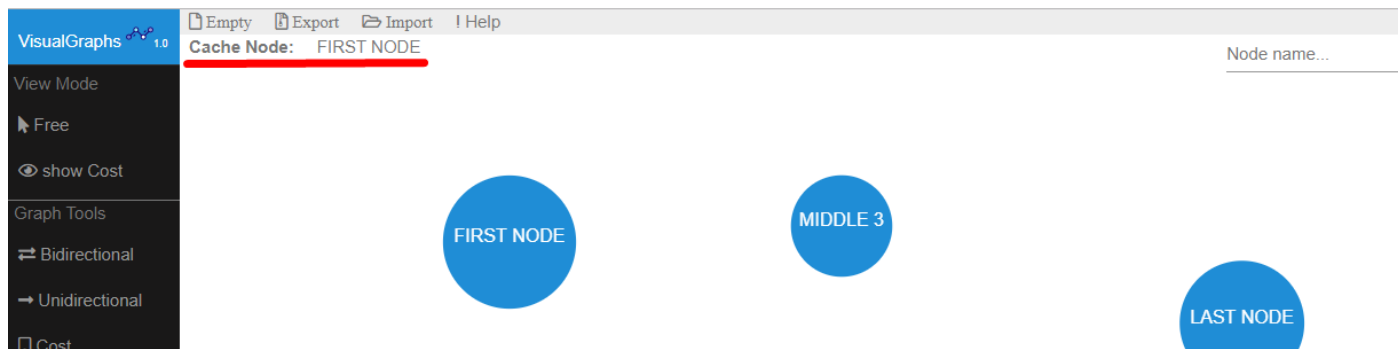 Empty Export Import ! Help
VisualGraphs 1.0
Cache Node: FIRST NODE
Node name...
View Mode
Free
show Cost
Graph Tools
Bidirectional
Unidirectional
Cost
FIRST NODE
MIDDLE 3
LAST NODE